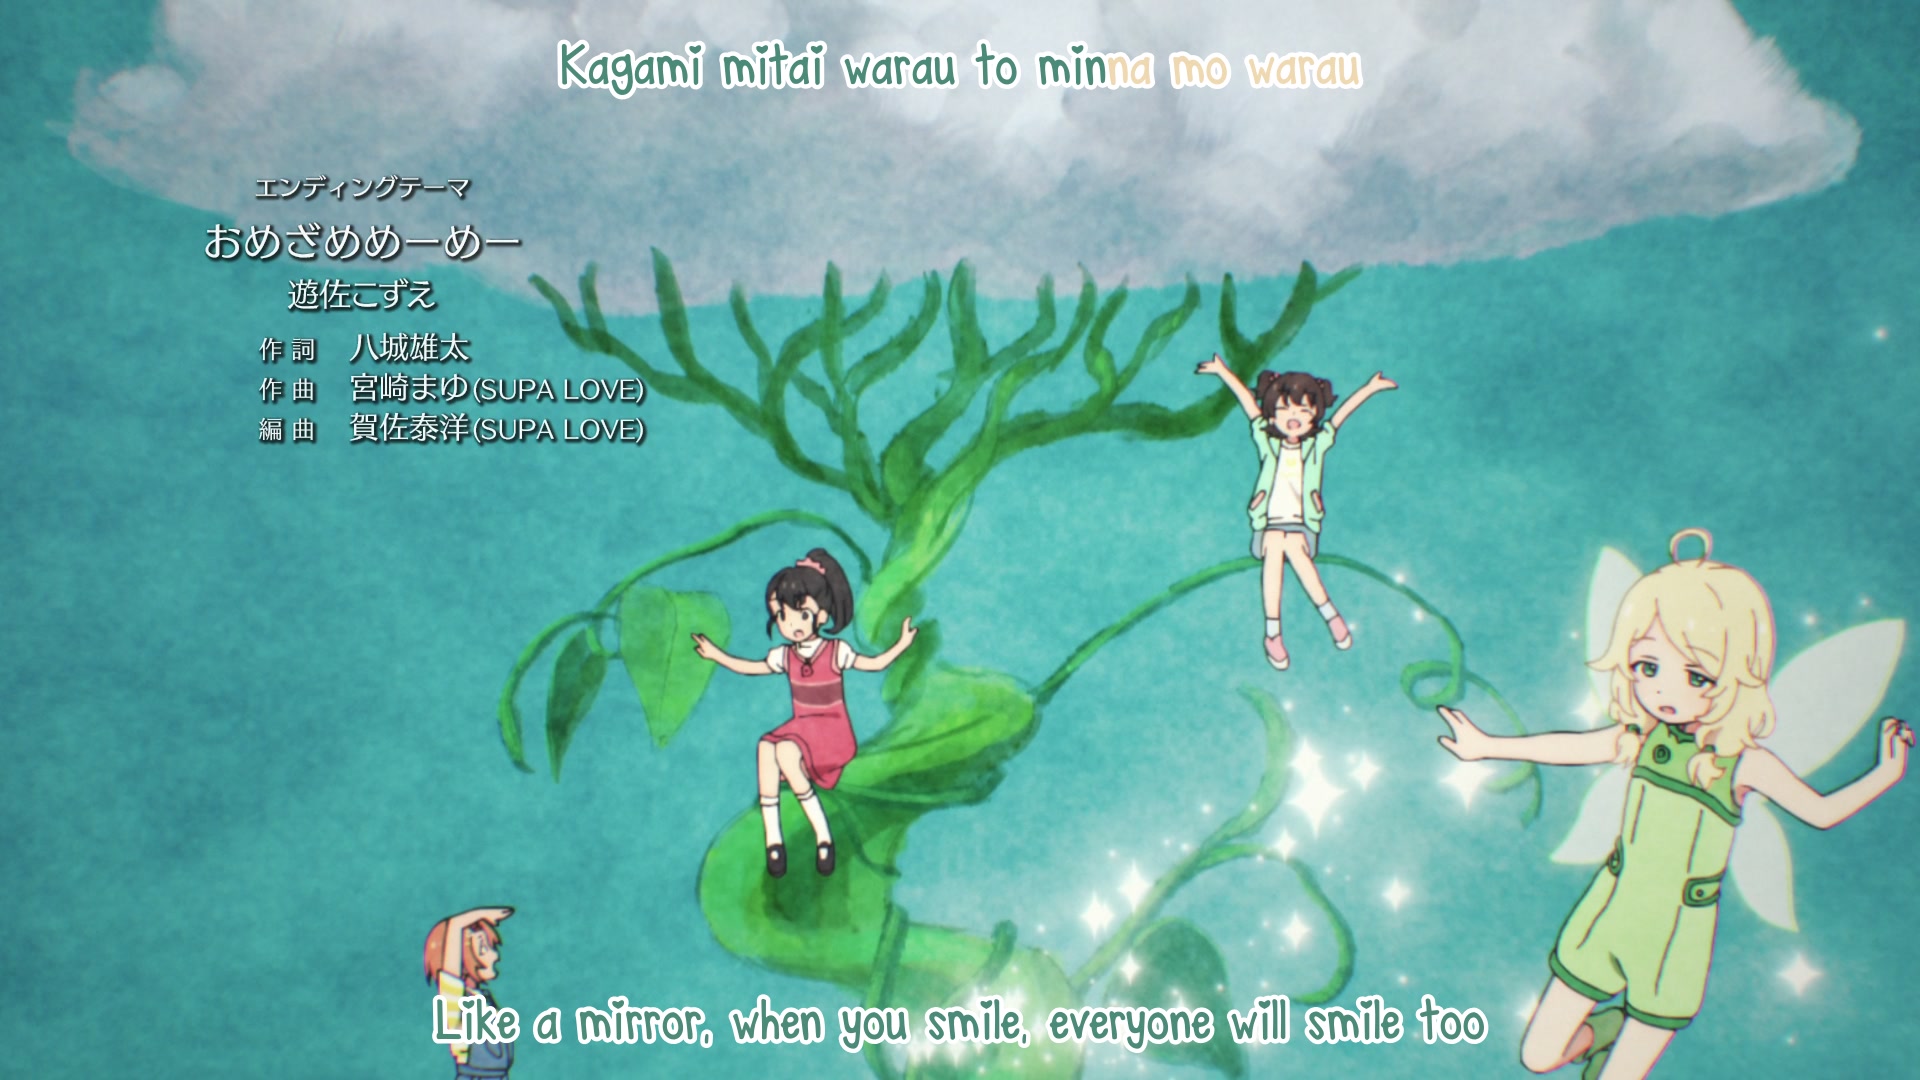 Kagami mitai warau to minna mo warau
エンディングテーマ
おめざめめーめー
遊佐こずえ
作詞 八城雄太
作曲 宮崎まゆ(SUPA LOVE)
編曲 賀佐泰洋(SUPA LOVE)
Like a mirror, when you smile, everyone will smile too